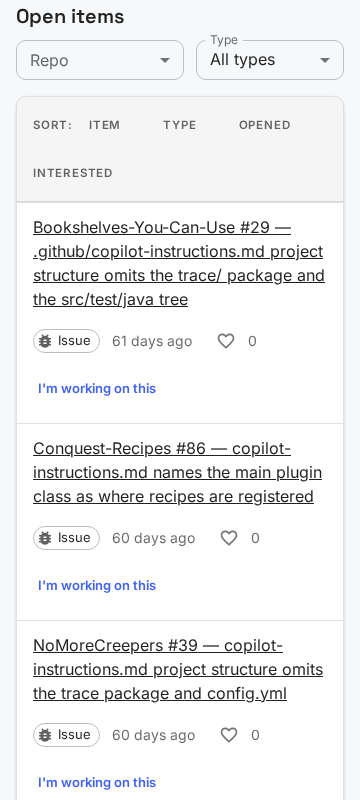 Open items
Repo
Type
All types
SORT: ITEM TYPE OPENED
INTERESTED
Bookshelves-You-Can-Use #29 —
.github/copilot-instructions.md project
structure omits the trace/ package and
the src/test/java tree
Issue 61 days ago 0
I'm working on this
Conquest-Recipes #86 — copilot-
instructions.md names the main plugin
class as where recipes are registered
Issue 60 days ago 0
I'm working on this
NoMoreCreepers #39 — copilot-
instructions.md project structure omits
the trace package and config.yml
Issue 60 days ago 0
I'm working on this